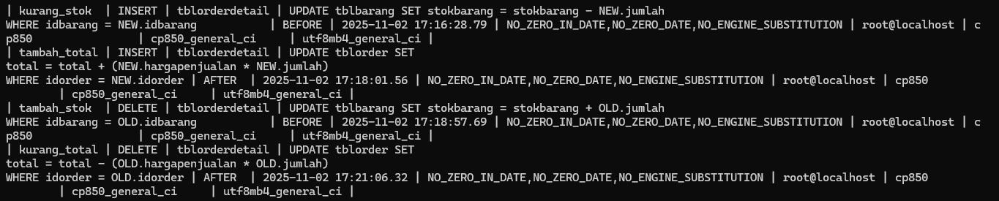 | kurang_stok  | INSERT | tblorderdetail | UPDATE tblbarang SET stokbarang = stokbarang - NEW.jumlah
WHERE idbarang = NEW.idbarang           | BEFORE | 2025-11-02 17:16:28.79 | NO_ZERO_IN_DATE,NO_ZERO_DATE,NO_ENGINE_SUBSTITUTION | root@localhost | c
p850                | cp850_general_ci     | utf8mb4_general_ci |
| tambah_total | INSERT | tblorderdetail | UPDATE tblorder SET
total = total + (NEW.hargapenjualan * NEW.jumlah)
WHERE idorder = NEW.idorder | AFTER  | 2025-11-02 17:18:01.56 | NO_ZERO_IN_DATE,NO_ZERO_DATE,NO_ENGINE_SUBSTITUTION | root@localhost | cp850
        | cp850_general_ci     | utf8mb4_general_ci |
| tambah_stok  | DELETE | tblorderdetail | UPDATE tblbarang SET stokbarang = stokbarang + OLD.jumlah
WHERE idbarang = OLD.idbarang           | BEFORE | 2025-11-02 17:18:57.69 | NO_ZERO_IN_DATE,NO_ZERO_DATE,NO_ENGINE_SUBSTITUTION | root@localhost | c
p850                | cp850_general_ci     | utf8mb4_general_ci |
| kurang_total | DELETE | tblorderdetail | UPDATE tblorder SET
total = total - (OLD.hargapenjualan * OLD.jumlah)
WHERE idorder = OLD.idorder | AFTER  | 2025-11-02 17:21:06.32 | NO_ZERO_IN_DATE,NO_ZERO_DATE,NO_ENGINE_SUBSTITUTION | root@localhost | cp850
        | cp850_general_ci     | utf8mb4_general_ci |